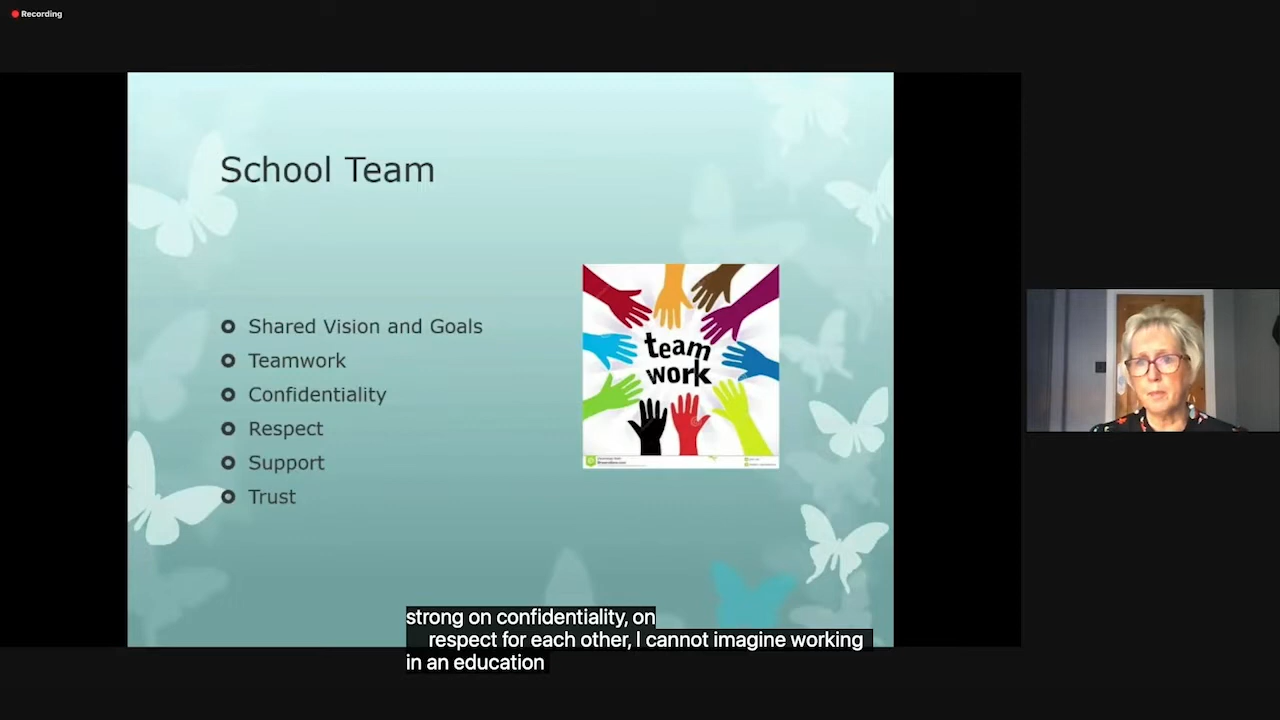 Recording
School Team
Shared Vision and Goals
Teamwork
Confidentiality
Respect
Support
Trust
team
work
strong on confidentiality, on
respect for each other, I cannot imagine working
in an education